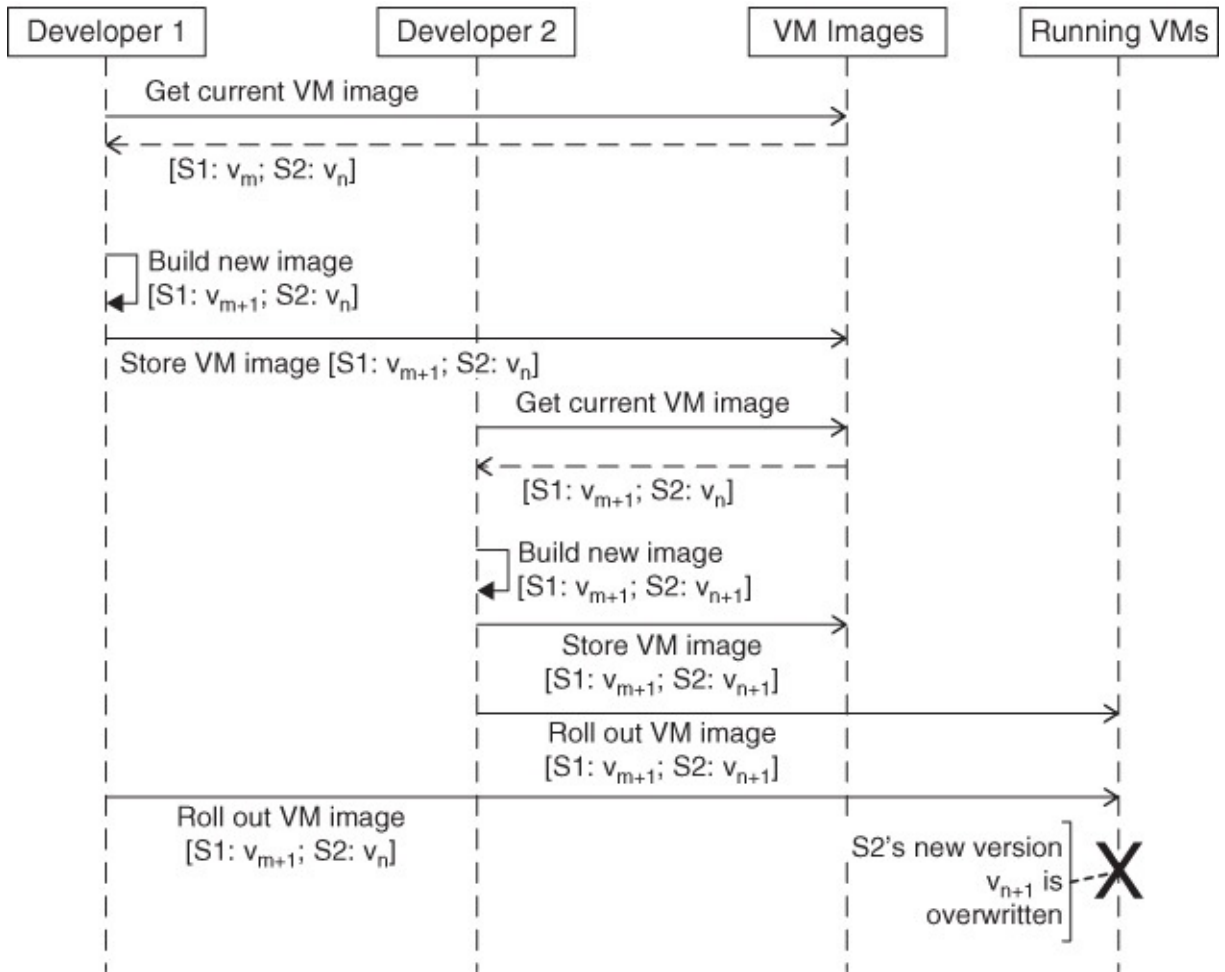 Developer 1
Developer 2
VM Images
Running VMs
Get current VM image
[S1: vₘ; S2: vₙ]
Build new image
[S1: vₘ₊₁; S2: vₙ]
Store VM image [S1: vₘ₊₁; S2: vₙ]
Get current VM image
[S1: vₘ₊₁; S2: vₙ]
Build new image
[S1: vₘ₊₁; S2: vₙ₊₁]
Store VM image
[S1: vₘ₊₁; S2: vₙ₊₁]
Roll out VM image
[S1: vₘ₊₁; S2: vₙ₊₁]
Roll out VM image
[S1: vₘ₊₁; S2: vₙ]
S2's new version
vₙ₊₁ is
overwritten